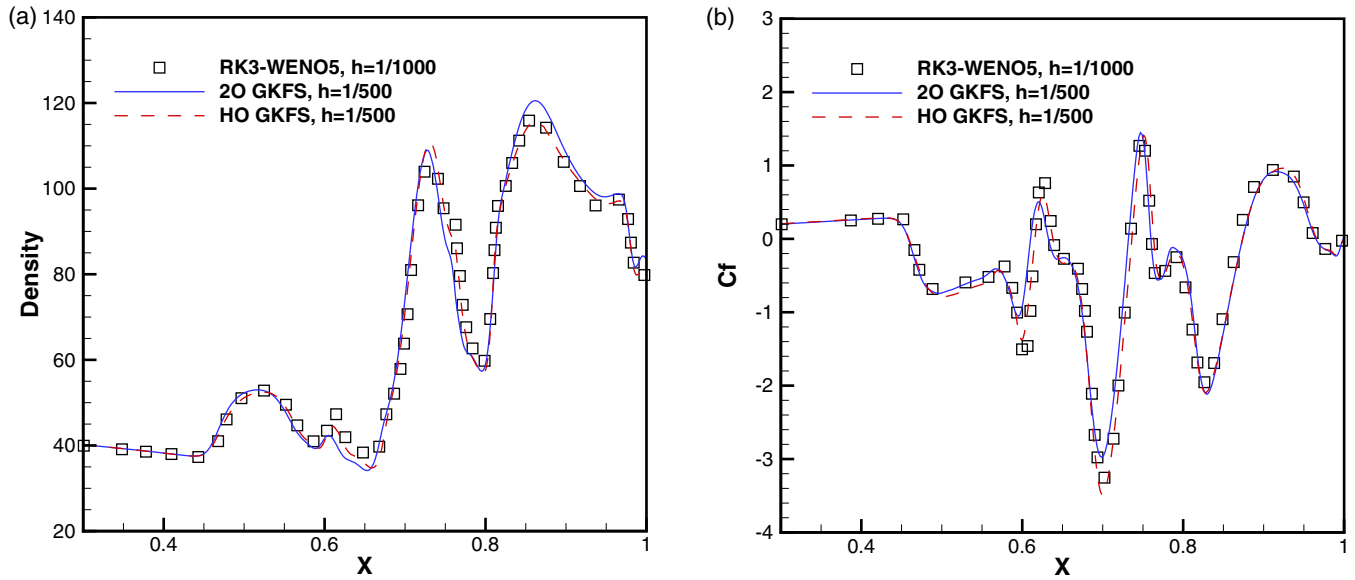 (a)
140
120
100
80
60
40
20
Density
RK3-WENO5, h=1/1000
2O GKFS, h=1/500
HO GKFS, h=1/500
0.4
0.6
0.8
1
X
(b)
3
2
1
0
-1
-2
-3
-4
Cf
RK3-WENO5, h=1/1000
2O GKFS, h=1/500
HO GKFS, h=1/500
0.4
0.6
0.8
1
X